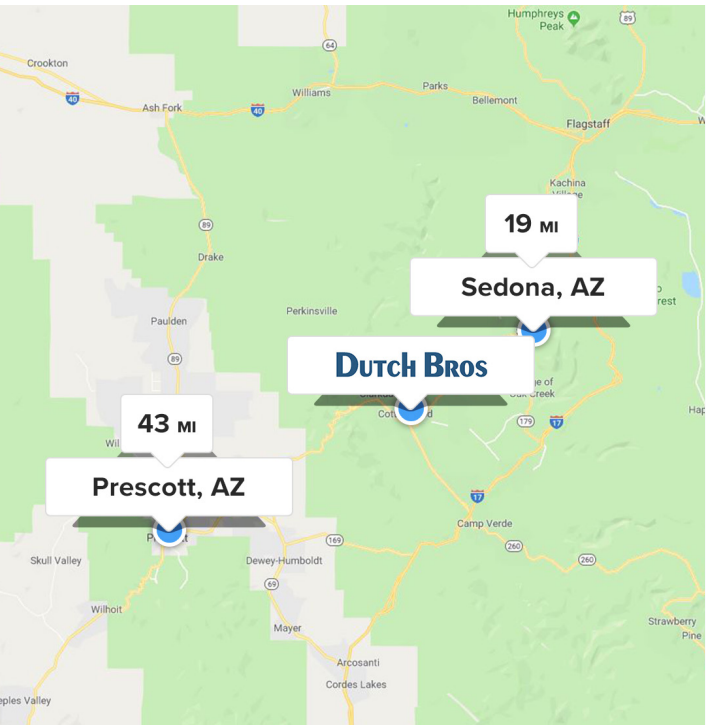 Humphreys
Peak
89
64
Crookton
40
Williams
Parks
Ash Fork
40
Bellemont
Flagstaff
Kachina
Village
19 MI
89
Drake
Sedona, AZ
Perkinsville
Paulden
89
Dutch Bros
Oak Creek
179
17
43 MI
Prescott, AZ
17
Camp Verde
169
260
260
Skull Valley
Dewey-Humboldt
69
Wilhoit
Mayer
Strawberry
Pine
Arcosanti
Cordes Lakes